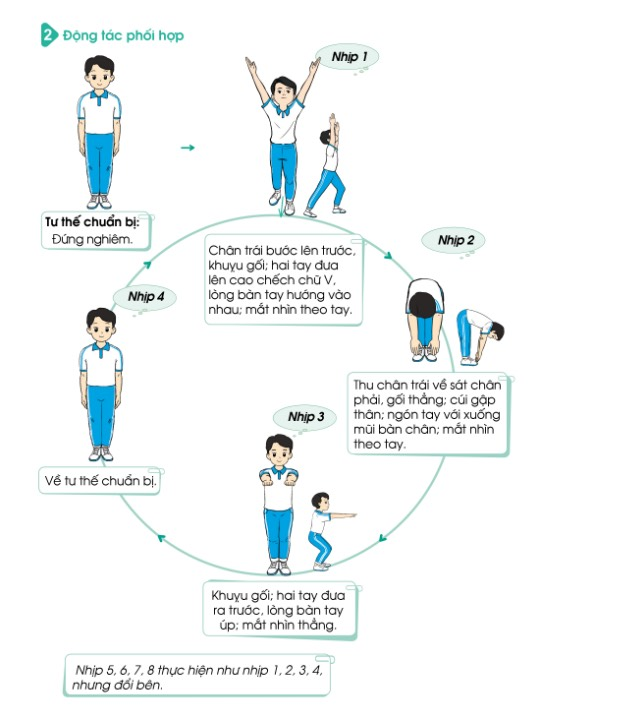 2 Động tác phối hợp
Nhịp 1
Tư thế chuẩn bị:
Đứng nghiêm.
Chân trái bước lên trước,
khuỵu gối; hai tay đưa
lên cao chếch chữ V,
lòng bàn tay hướng vào
nhau; mắt nhìn theo tay.
Nhịp 2
Thu chân trái về sát chân
phải, gối thẳng; cúi gập
thân; ngón tay với xuống
mũi bàn chân; mắt nhìn
theo tay.
Nhịp 3
Khuỵu gối; hai tay đưa
ra trước, lòng bàn tay
úp; mắt nhìn thẳng.
Nhịp 4
Về tư thế chuẩn bị.
Nhịp 5, 6, 7, 8 thực hiện như nhịp 1, 2, 3, 4,
nhưng đổi bên.